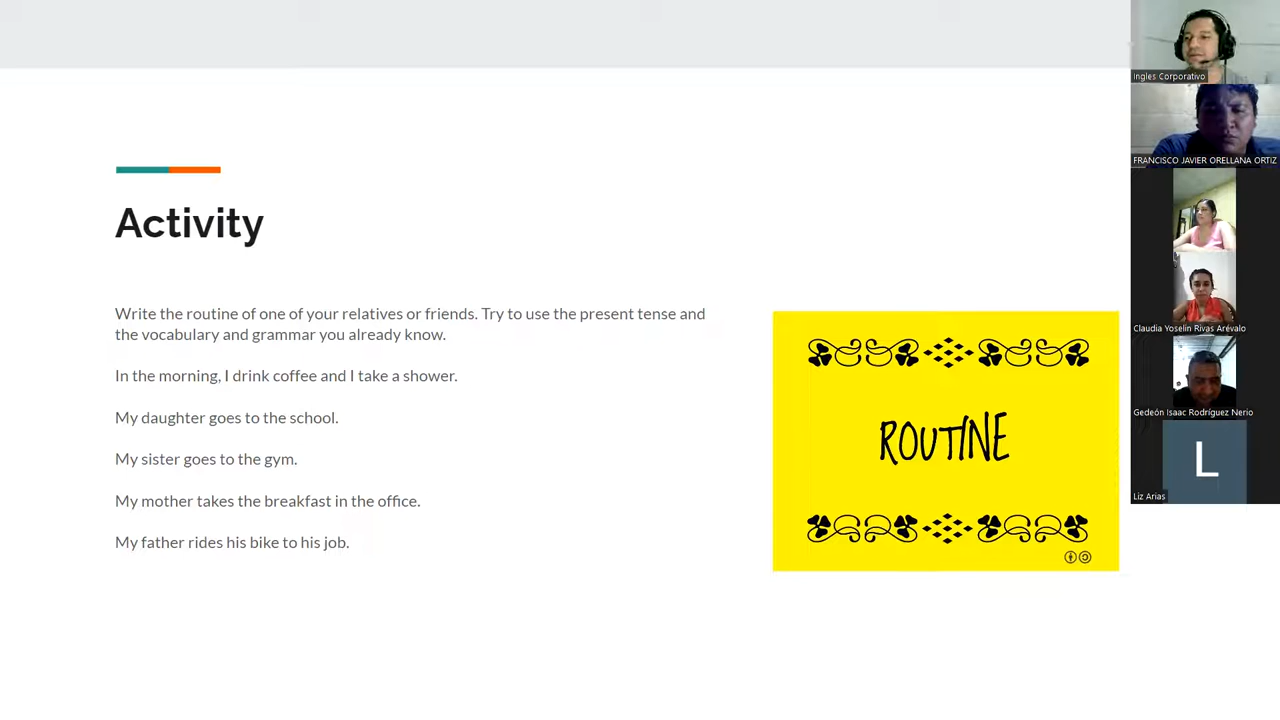 Activity
Write the routine of one of your relatives or friends. Try to use the present tense and
the vocabulary and grammar you already know.
In the morning, I drink coffee and I take a shower.
My daughter goes to the school.
My sister goes to the gym.
My mother takes the breakfast in the office.
My father rides his bike to his job.
ROUTINE
Ingles Corporativo
FRANCISCO JAVIER ORELLANA ORTIZ
Claudia Yoselin Rivas Arévalo
Gedeón Isaac Rodríguez Nerio
L
Liz Arias